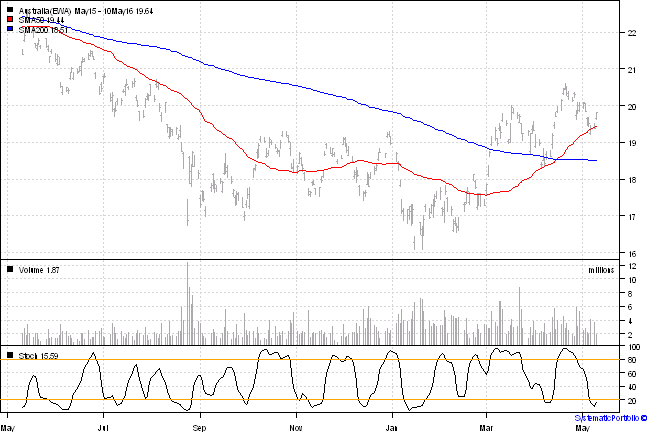 Australia(EWA) May15 - 10May16 19.64
SMA50 19.44
SMA200 18.51
22
21
20
19
18
17
16
Volume 1.87
millions
12
10
8
6
4
2
Stoch 15.59
100
80
60
40
20
May
Jul
Sep
Nov
Jan
Mar
May
SystematicPortfolio ©